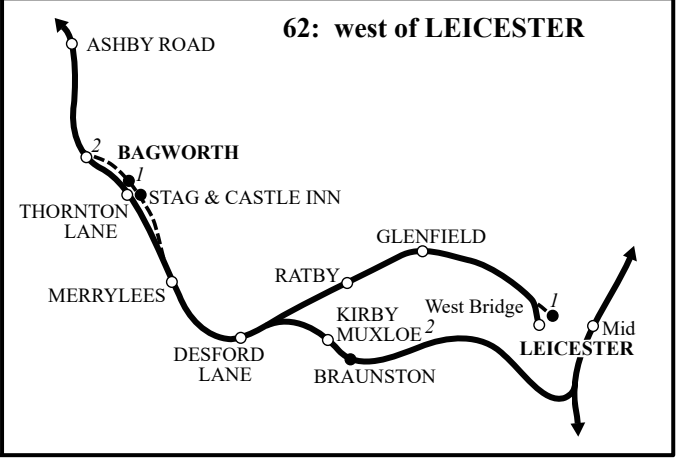 62: west of LEICESTER
ASHBY ROAD
2
BAGWORTH
1
STAG & CASTLE INN
THORNTON
LANE
GLENFIELD
RATBY
MERRYLEES
West Bridge
1
KIRBY
MUXLOE 2
Mid
LEICESTER
DESFORD
LANE
BRAUNSTON